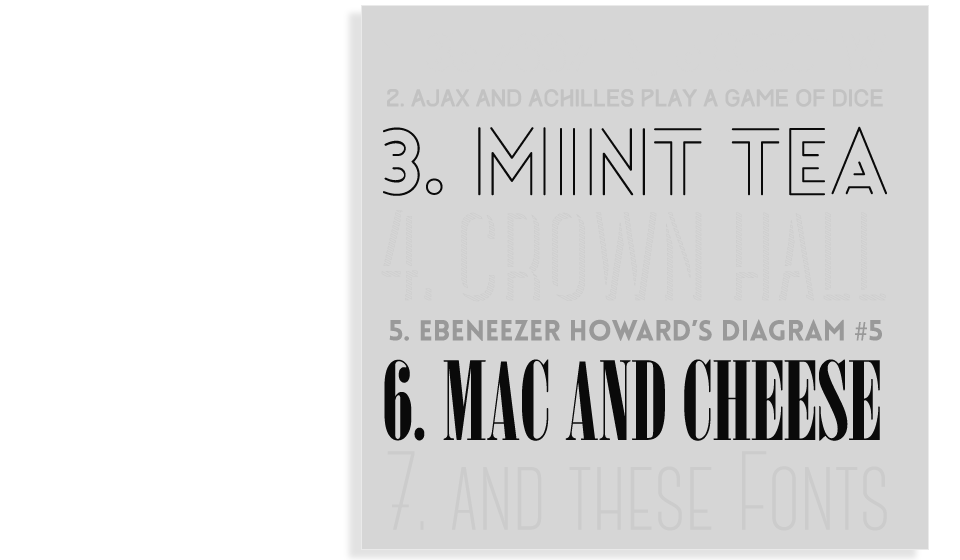 2. AJAX AND ACHILLES PLAY A GAME OF DICE
3. MINT TEA
4. CROWN HALL
5. EBENEEZER HOWARD'S DIAGRAM #5
6. MAC AND CHEESE
7. AND THESE FONTS